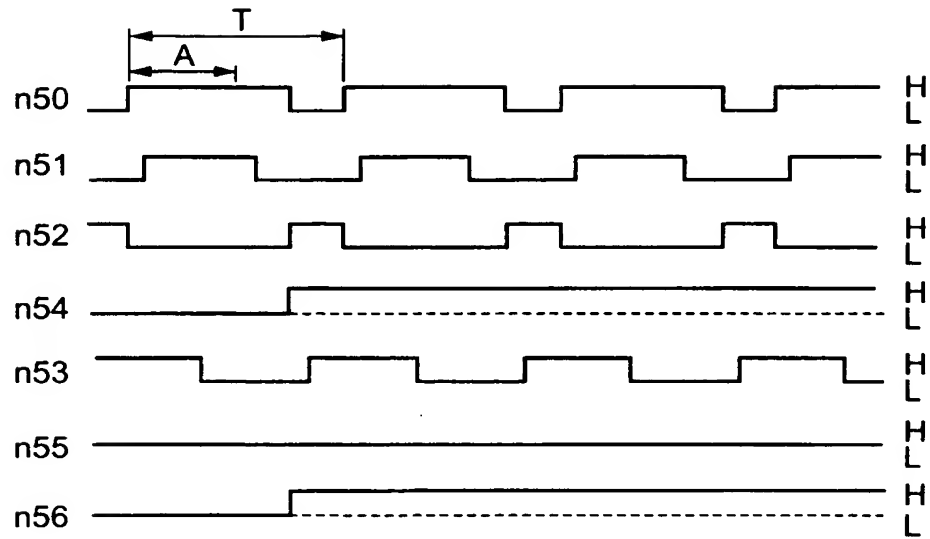 T
A
n50 H L
n51 H L
n52 H L
n54 H L
n53 H L
n55 H L
n56 H L